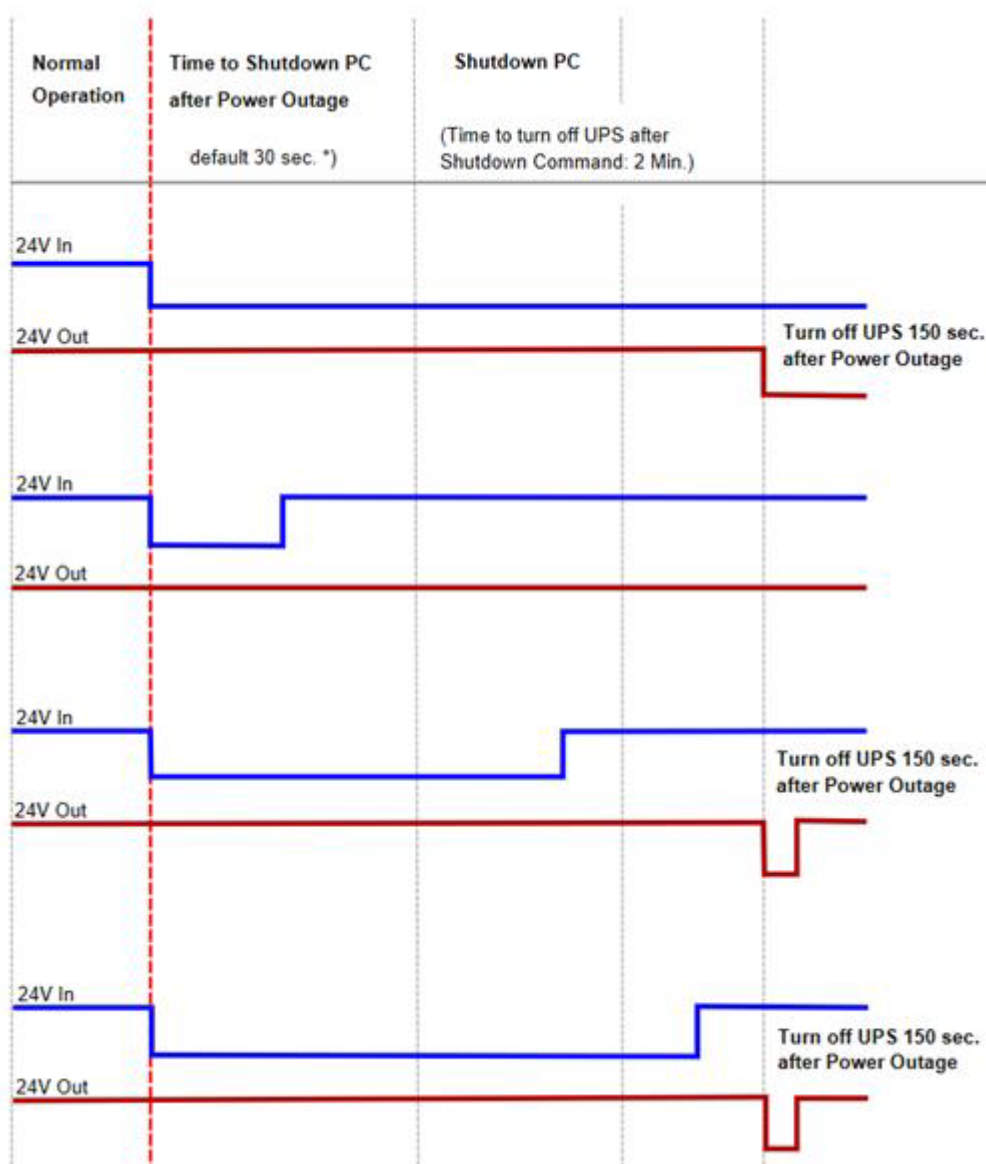 Normal
Operation
Time to Shutdown PC
after Power Outage
default 30 sec. *)
Shutdown PC
(Time to turn off UPS after
Shutdown Command: 2 Min.)
24V In
24V Out
Turn off UPS 150 sec.
after Power Outage
24V In
24V Out
24V In
24V Out
Turn off UPS 150 sec.
after Power Outage
24V In
24V Out
Turn off UPS 150 sec.
after Power Outage